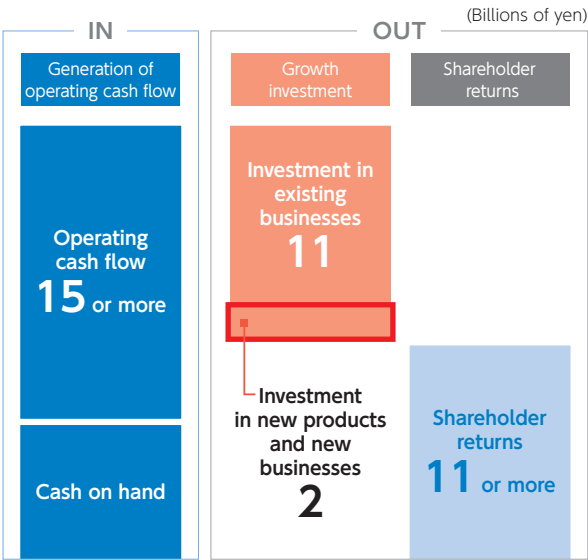 (Billions of yen)
IN
Generation of
operating cash flow
Operating
cash flow
15 or more
Cash on hand
OUT
Growth
investment
Investment in
existing
businesses
11
Investment
in new products
and new
businesses
2
Shareholder
returns
Shareholder
returns
11 or more